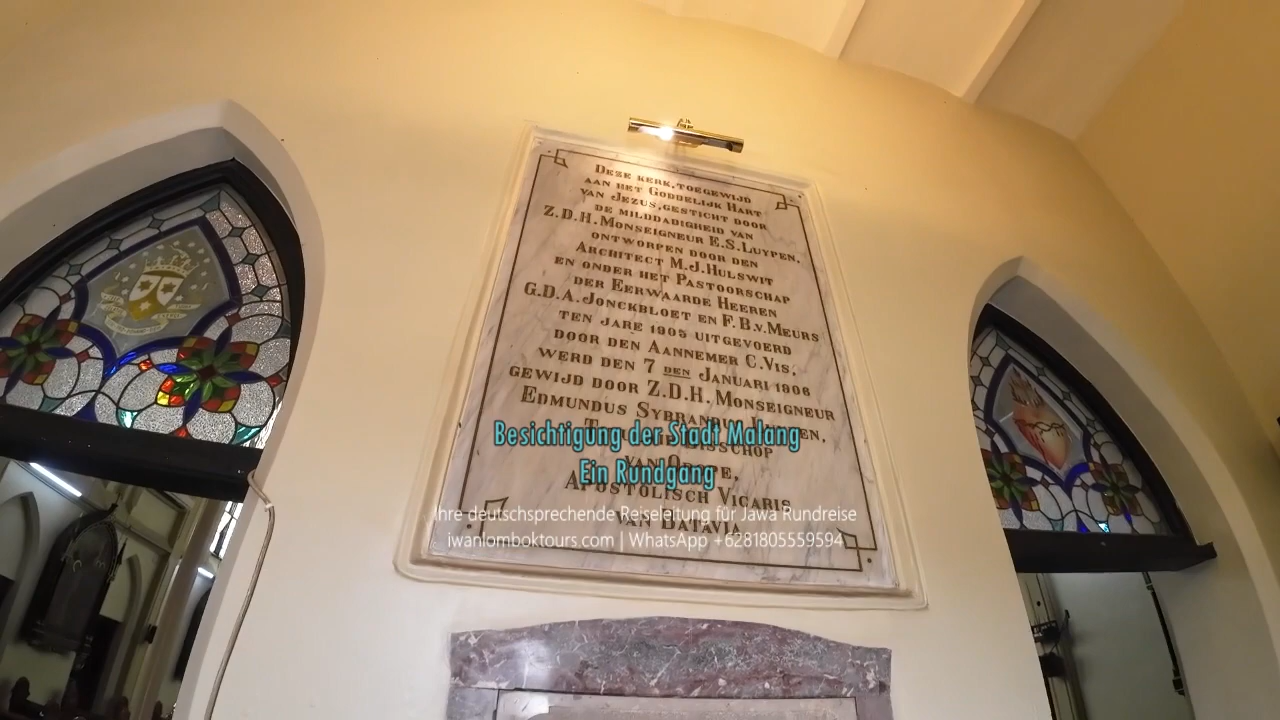 DEZE KERK, TOEGEWIJD
AAN HET GODDELIJK HART
VAN JEZUS, GESTICHT DOOR
DE MILDDADIGHEID VAN
Z.D.H. MONSEIGNEUR E.S. LUYPEN,
ONTWORPEN DOOR DEN
ARCHITECT M.J. HULSWIT
EN ONDER HET PASTOORSCHAP
DER EERWAARDE HEEREN
G.D.A. JONCKBLOET EN F.B.v. MEURS
TEN JARE 1905 UITGEVOERD
DOOR DEN AANNEMER C. VIS,
WERD DEN 7 DEN JANUARI 1906
GEWIJD DOOR Z.D.H. MONSEIGNEUR
EDMUNDUS SYBRANDUS
BISSCHOP
VAN
APOSTOLISCH VICARIS
VAN BATAVIA
Besichtigung der Stadt Malang
Ein Rundgang
Ihre deutschsprechende Reiseleitung für Jawa Rundreise
iwanlomboktours.com | WhatsApp +6281805559594